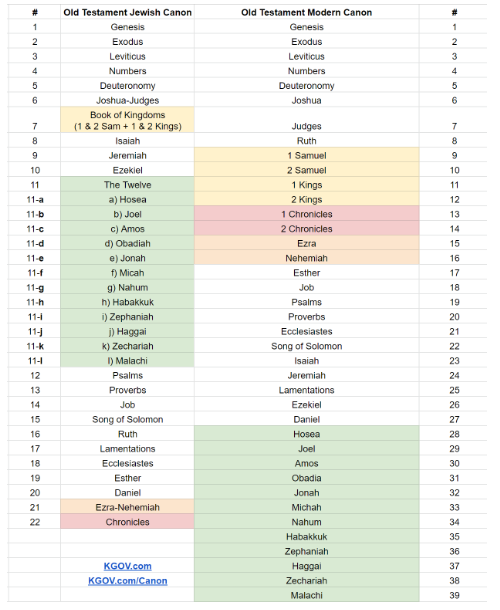 # Old Testament Jewish Canon Old Testament Modern Canon #
1 Genesis Genesis 1
2 Exodus Exodus 2
3 Leviticus Leviticus 3
4 Numbers Numbers 4
5 Deuteronomy Deuteronomy 5
6 Joshua-Judges Joshua 6
Book of Kingdoms
7 (1 & 2 Sam + 1 & 2 Kings) Judges 7
8 Isaiah Ruth 8
9 Jeremiah 1 Samuel 9
10 Ezekiel 2 Samuel 10
11 The Twelve 1 Kings 11
11-a a) Hosea 2 Kings 12
11-b b) Joel 1 Chronicles 13
11-c c) Amos 2 Chronicles 14
11-d d) Obadiah Ezra 15
11-e e) Jonah Nehemiah 16
11-f f) Micah Esther 17
11-g g) Nahum Job 18
11-h h) Habakkuk Psalms 19
11-i i) Zephaniah Proverbs 20
11-j j) Haggai Ecclesiastes 21
11-k k) Zechariah Song of Solomon 22
11-l l) Malachi Isaiah 23
12 Psalms Jeremiah 24
13 Proverbs Lamentations 25
14 Job Ezekiel 26
15 Song of Solomon Daniel 27
16 Ruth Hosea 28
17 Lamentations Joel 29
18 Ecclesiastes Amos 30
19 Esther Obadia 31
20 Daniel Jonah 32
21 Ezra-Nehemiah Michah 33
22 Chronicles Nahum 34
Habakkuk 35
Zephaniah 36
KGOV.com Haggai 37
KGOV.com/Canon Zechariah 38
Malachi 39